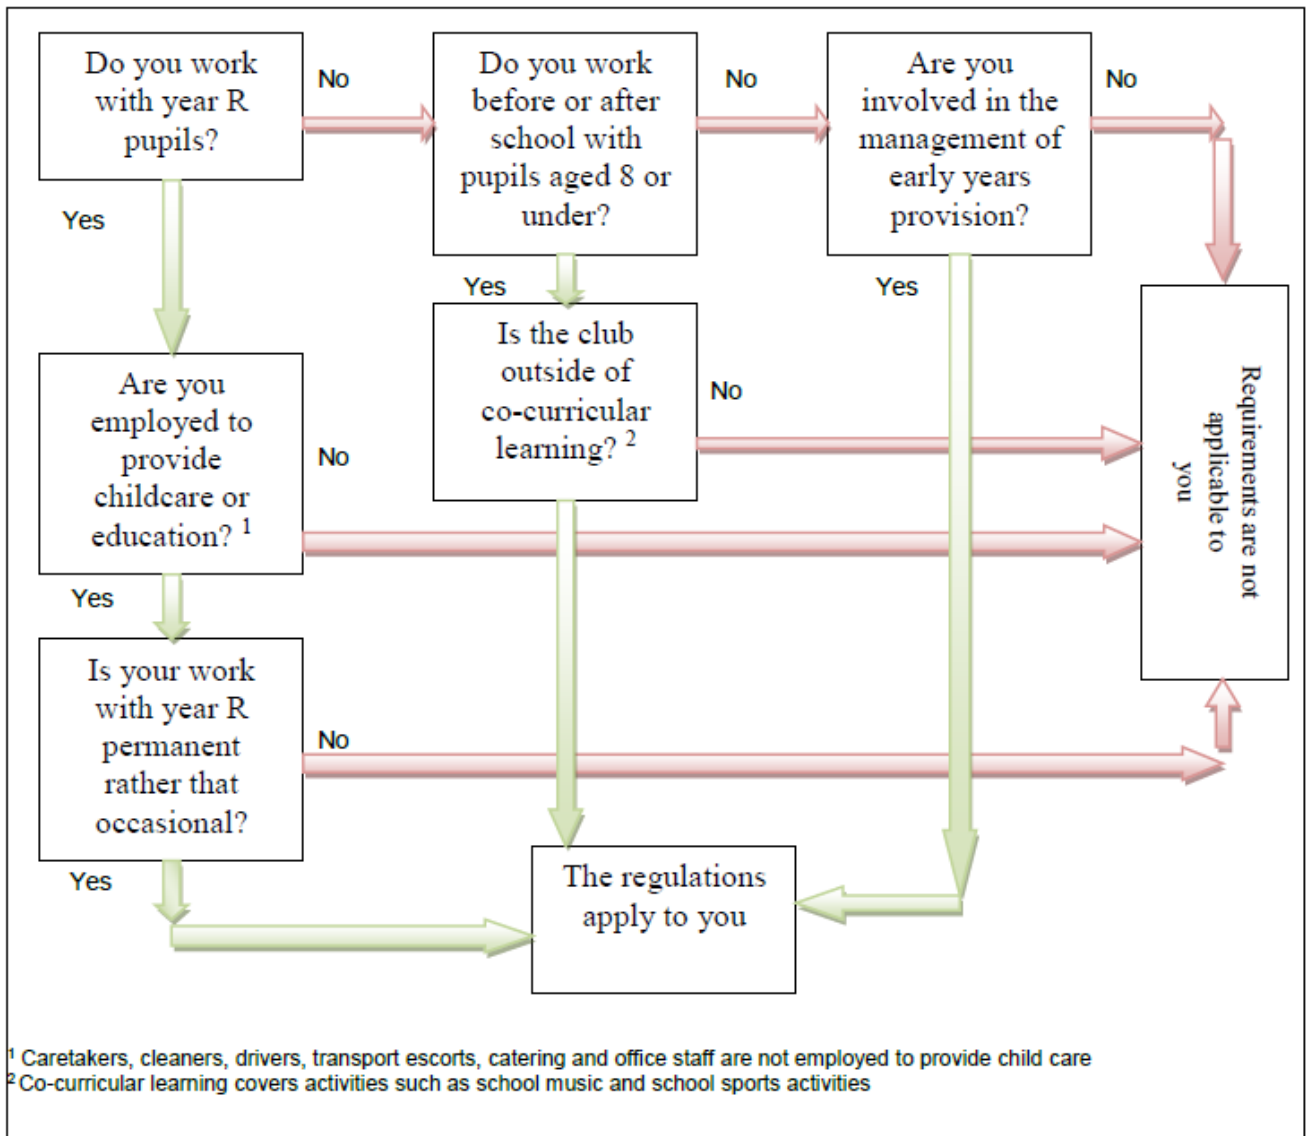 Do you work
with year R
pupils?
No
Do you work
before or after
school with
pupils aged 8 or
under?
No
Are you
involved in the
management of
early years
provision?
No
Yes
Yes
Yes
Is the club
outside of
co-curricular
learning? 2
No
Requirements are not
applicable to
you
Are you
employed to
provide
childcare or
education? 1
No
Yes
Is your work
with year R
permanent
rather that
occasional?
No
Yes
The regulations
apply to you
1 Caretakers, cleaners, drivers, transport escorts, catering and office staff are not employed to provide child care
2 Co-curricular learning covers activities such as school music and school sports activities